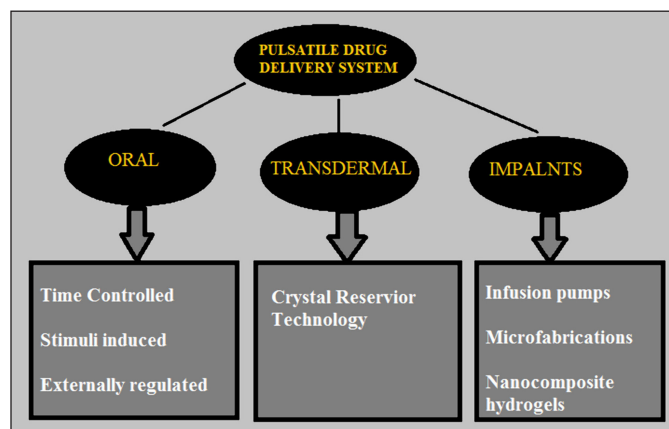 PULSATILE DRUG
DELIVERY SYSTEM
ORAL
TRANSDERMAL
IMPALNTS
Time Controlled
Stimuli induced
Externally regulated
Crystal Reservior
Technology
Infusion pumps
Microfabrications
Nanocomposite
hydrogels